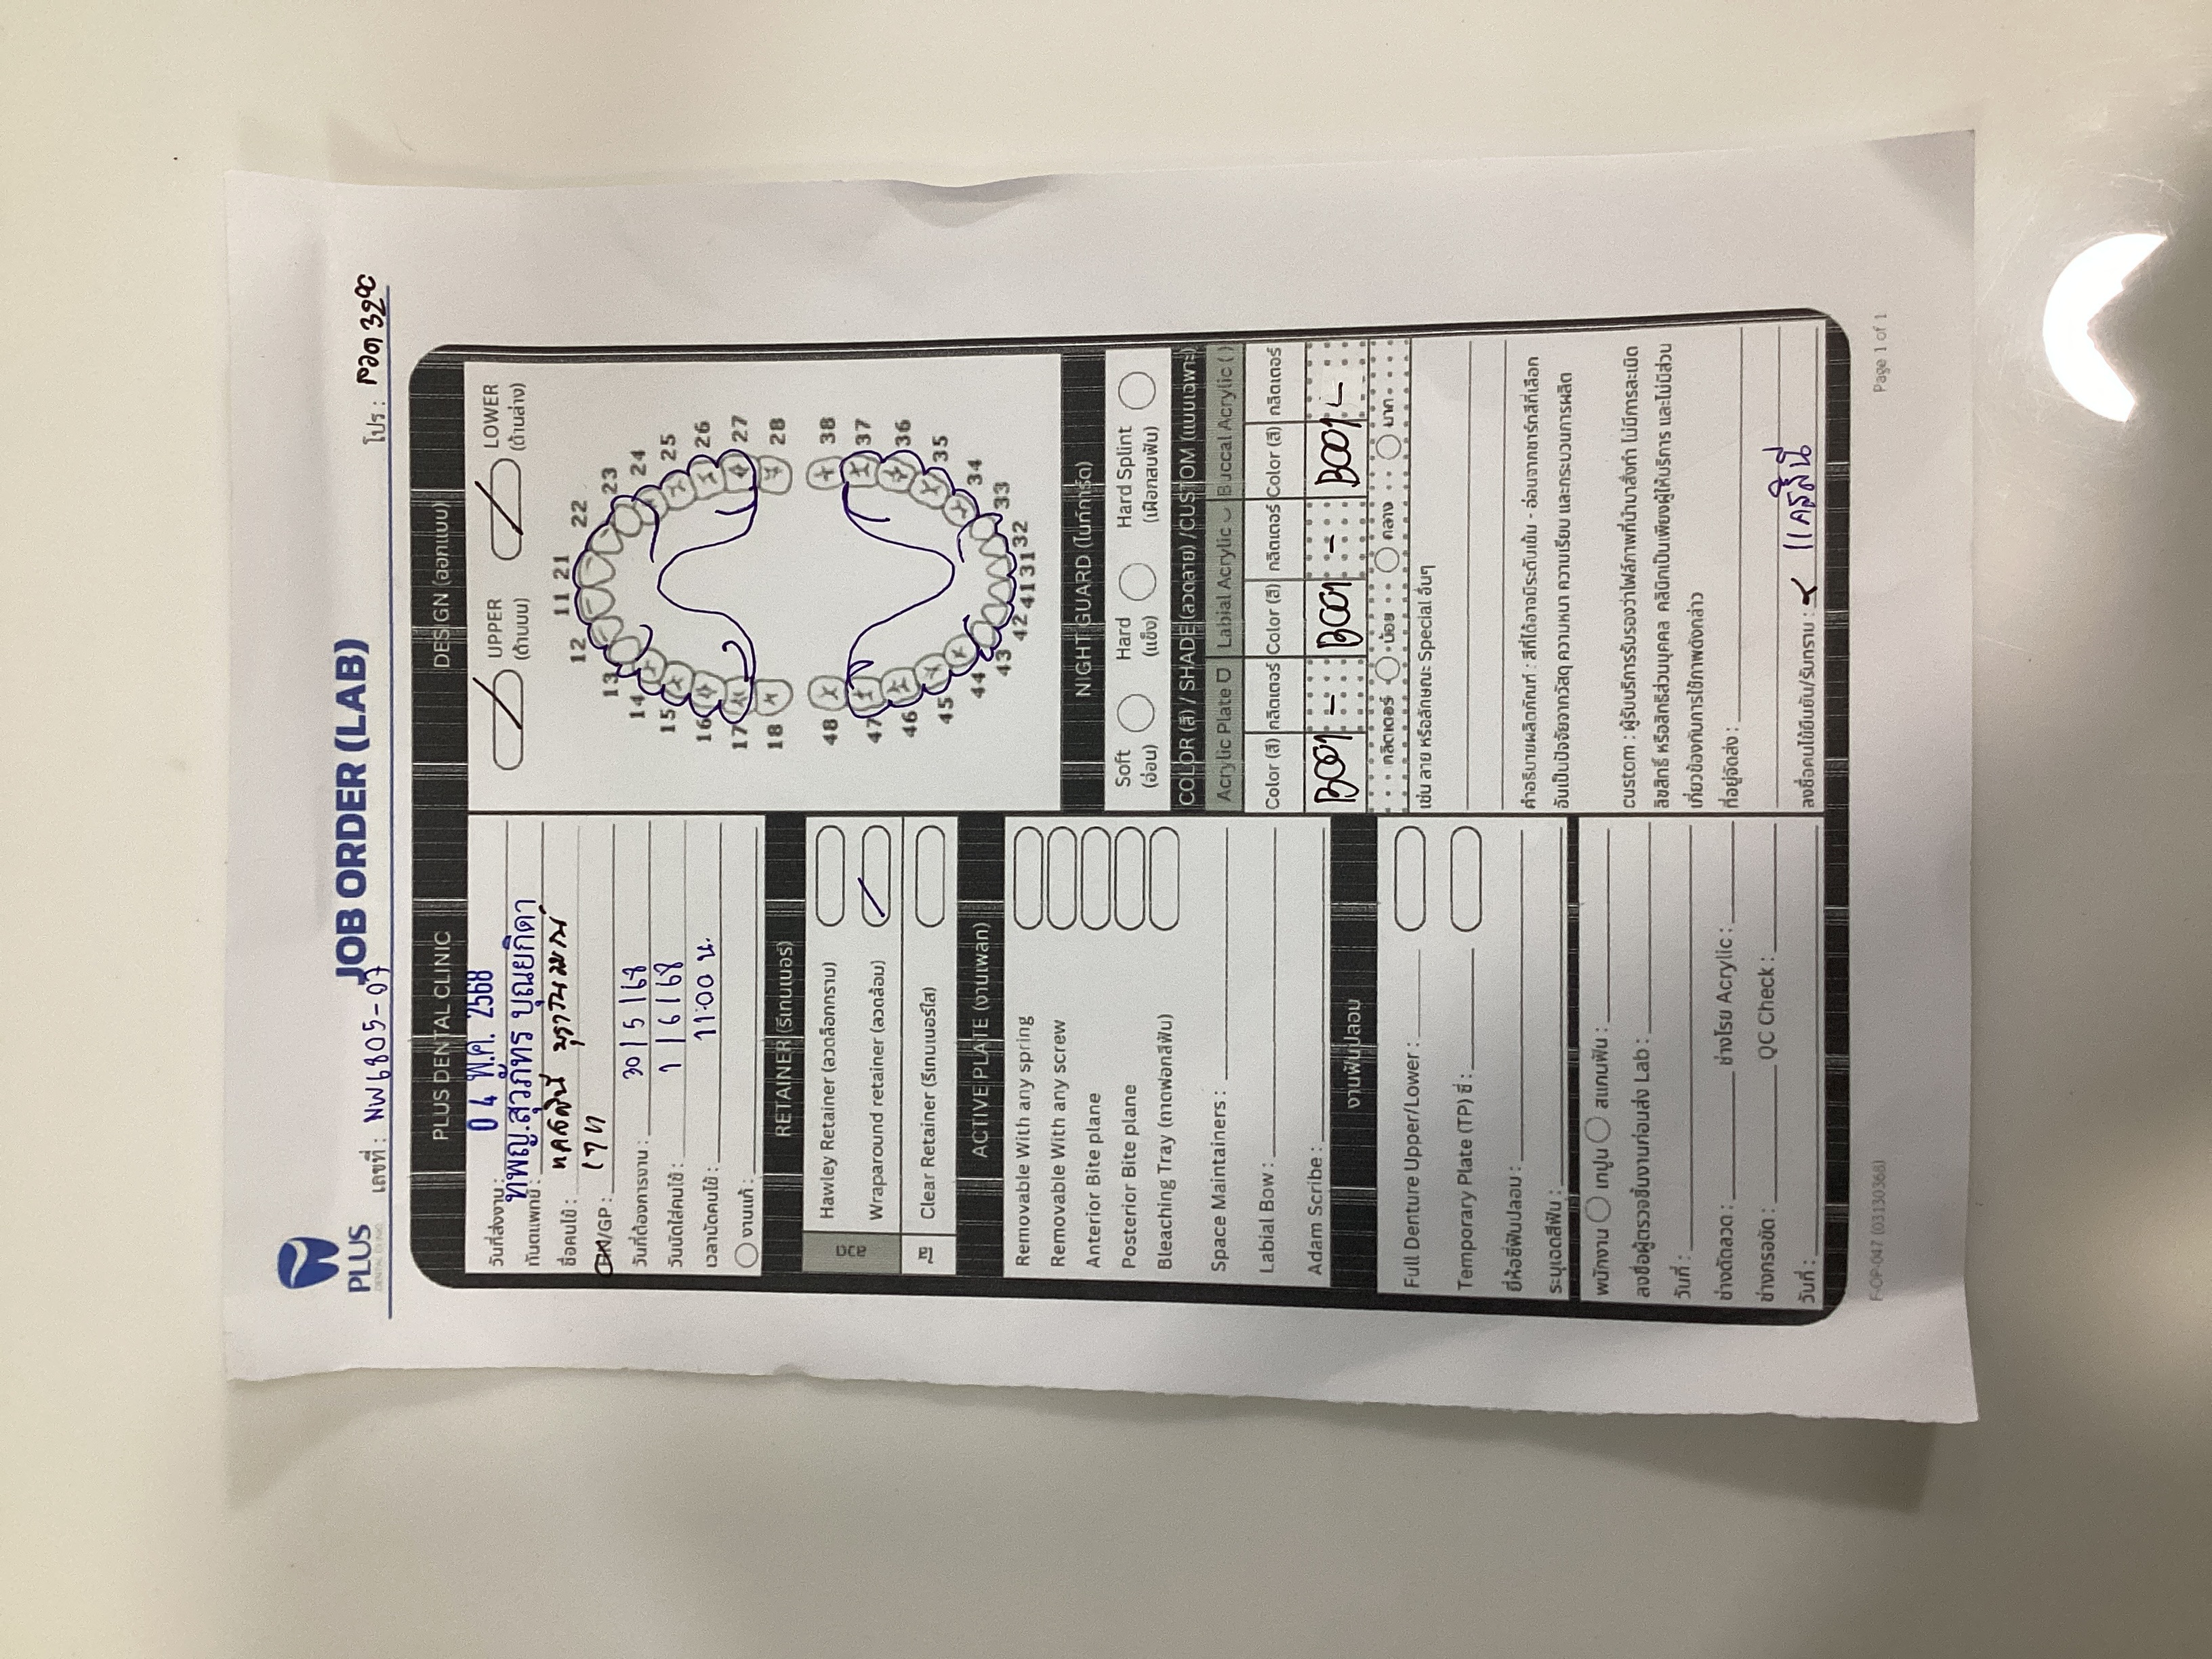 PLUS
DENTAL CLINIC
JOB ORDER (LAB)
เลขที่ : NW6805-07
โปร : ลวด 3200
PLUS DENTAL CLINIC
วันที่ส่งงาน : 04 พ.ค. 2568
ทันตแพทย์ : ทพญ.สุวภัทร บุณยกิดา
ชื่อคนไข้ : แคสสินี
HN/GP :
วันที่ต้องการงาน : 30/5/68
วันนัดใส่คนไข้ : 1/6/68
เวลานัดคนไข้ : 11:00 น.
งานแก้ :
RETAINER (รีเทนเนอร์)
ลวด
Hawley Retainer (ลวดล็อกกราม)
Wraparound retainer (ลวดล้อม)
ใส
Clear Retainer (รีเทนเนอร์ใส)
ACTIVE PLATE (งานเพลท)
Removable With any spring
Removable With any screw
Anterior Bite plane
Posterior Bite plane
Bleaching Tray (ถาดฟอกสีฟัน)
Space Maintainers :
Labial Bow :
Adam Scribe :
งานฟันปลอม
Full Denture Upper/Lower :
Temporary Plate (TP) ซี่ :
ยี่ห้อซี่ฟันปลอม :
ระบุเฉดสีฟัน :
พนักงาน เทปูน สแกนฟัน :
ลงชื่อผู้ตรวจชิ้นงานก่อนส่ง Lab :
วันที่ :
ช่างดัดลวด : ช่างโรย Acrylic :
ช่างกรอขัด : QC Check :
วันที่ :
DESIGN (ออกแบบ)
UPPER (ด้านบน)
LOWER (ด้านล่าง)
11 21
12 22
13 23
14 24
15 25
16 26
17 27
18 28
48 38
47 37
46 36
45 35
44 34
43 33
42 41 31 32
NIGHT GUARD (ไนท์การ์ด)
Soft (อ่อน)
Hard (แข็ง)
Hard Splint (เฝือกสบฟัน)
COLOR (สี) / SHADE (ลวดลาย) /CUSTOM (แบบเฉพาะ)
Acrylic Plate Labial Acrylic Buccal Acrylic ( )
Color (สี) กลิตเตอร์ Color (สี) กลิตเตอร์ Color (สี) กลิตเตอร์
B001 - B001 - B001 -
กลิตเตอร์ น้อย กลาง มาก
เช่น ลาย หรือลักษณะ Special อื่นๆ
คำอธิบายผลิตภัณฑ์ : สีที่ได้อาจมีระดับเข้ม - อ่อนจากชาร์ทสีที่เลือก
อันเป็นปัจจัยจากวัสดุ ความหนา ความเรียบ และกระบวนการผลิต
custom : ผู้รับบริการรับรองว่าไฟล์ภาพที่นำมาสั่งทำ ไม่มีการละเมิด
ลิขสิทธิ์ หรือสิทธิส่วนบุคคล คลินิกเป็นเพียงผู้ให้บริการ และไม่มีส่วน
เกี่ยวข้องกับการใช้ภาพดังกล่าว
ที่อยู่จัดส่ง :
ลงชื่อคนไข้ยืนยัน/รับทราบ : แคสสินี
F-OP-047 (03130368)
Page 1 of 1